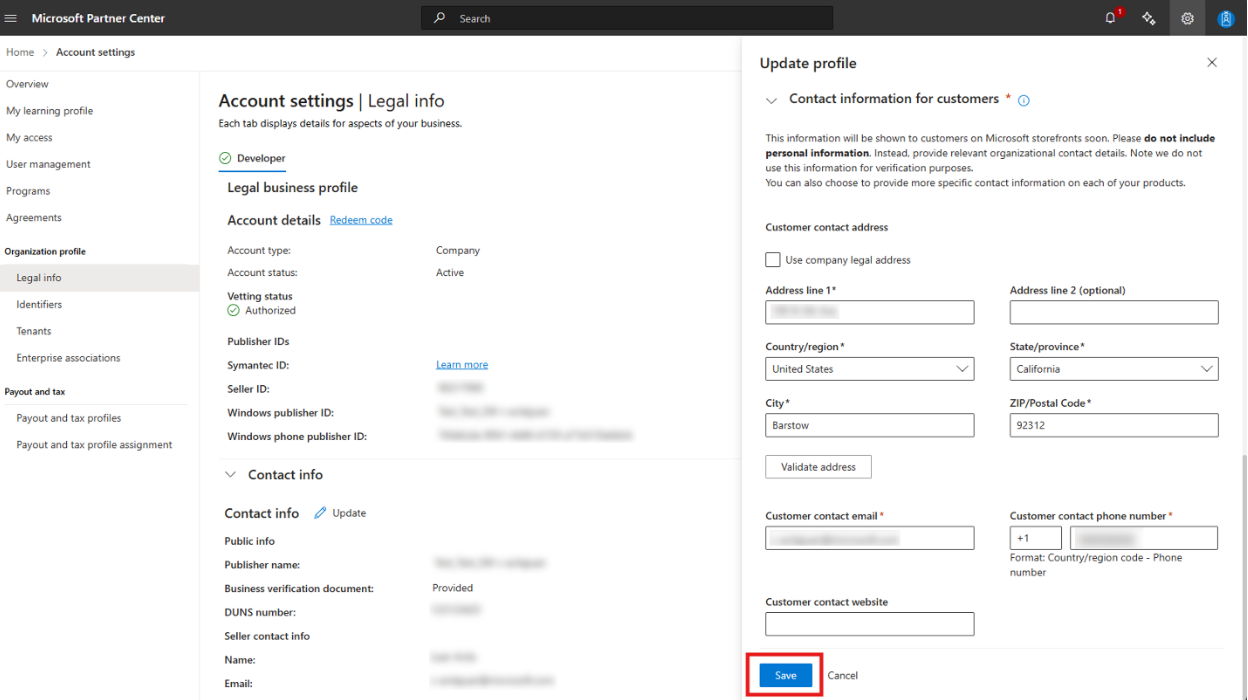 Microsoft Partner Center
Search
1
Home > Account settings
Overview
My learning profile
My access
User management
Programs
Agreements
Organization profile
Legal info
Identifiers
Tenants
Enterprise associations
Payout and tax
Payout and tax profiles
Payout and tax profile assignment
Account settings | Legal info
Each tab displays details for aspects of your business.
Developer
Legal business profile
Account details Redeem code
Account type: Company
Account status: Active
Vetting status
Authorized
Publisher IDs
Symantec ID: Learn more
Seller ID:
Windows publisher ID:
Windows phone publisher ID:
Contact info
Contact info Update
Public info
Publisher name:
Business verification document: Provided
DUNS number:
Seller contact info
Name:
Email:
Update profile
Contact information for customers *
This information will be shown to customers on Microsoft storefronts soon. Please do not include
personal information. Instead, provide relevant organizational contact details. Note we do not
use this information for verification purposes.
You can also choose to provide more specific contact information on each of your products.
Customer contact address
Use company legal address
Address line 1* Address line 2 (optional)
Country/region* State/province*
United States California
City* ZIP/Postal Code*
Barstow 92312
Validate address
Customer contact email * Customer contact phone number *
+1
Format: Country/region code - Phone
number
Customer contact website
Save Cancel